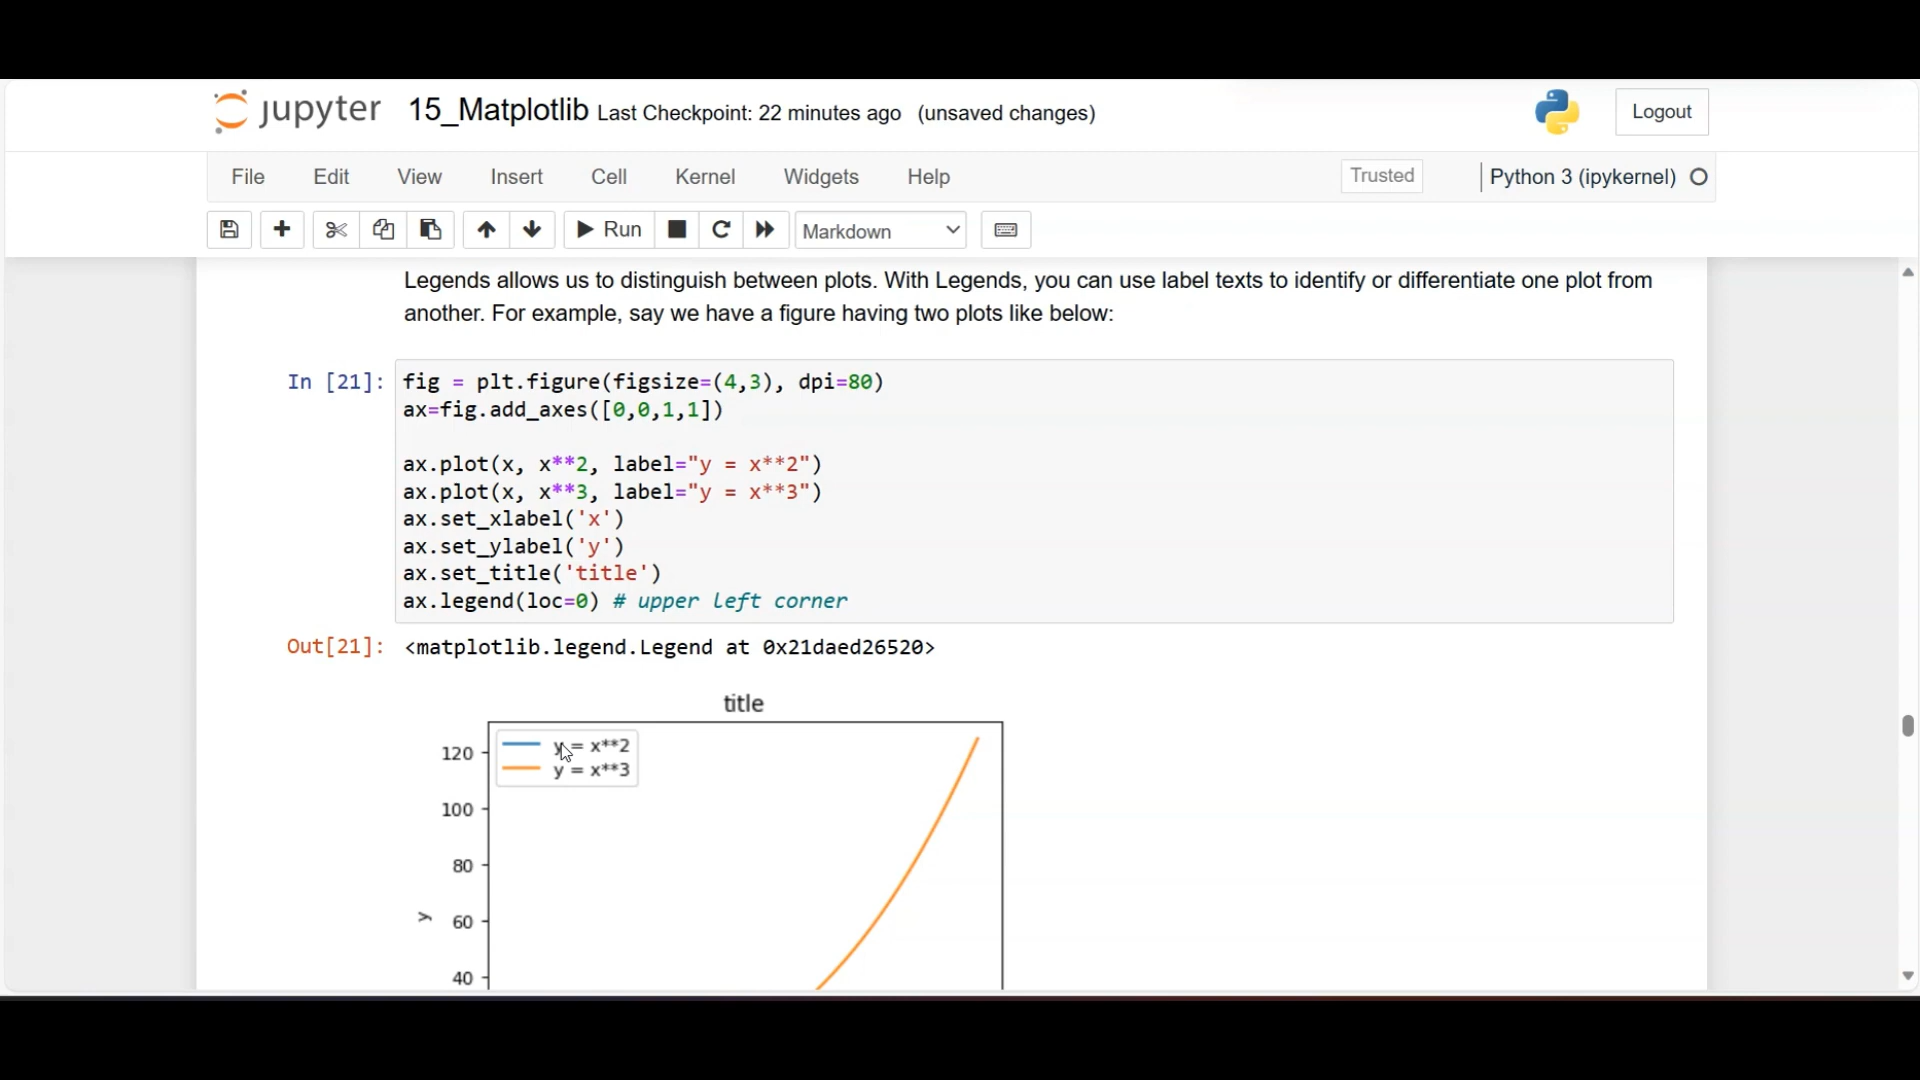 jupyter 15_Matplotlib Last Checkpoint: 22 minutes ago (unsaved changes)
Logout
File Edit View Insert Cell Kernel Widgets Help
Trusted
Python 3 (ipykernel)
Run
Markdown
Legends allows us to distinguish between plots. With Legends, you can use label texts to identify or differentiate one plot from
another. For example, say we have a figure having two plots like below:
In [21]:
fig = plt.figure(figsize=(4,3), dpi=80)
ax=fig.add_axes([0,0,1,1])
ax.plot(x, x**2, label="y = x**2")
ax.plot(x, x**3, label="y = x**3")
ax.set_xlabel('x')
ax.set_ylabel('y')
ax.set_title('title')
ax.legend(loc=0) # upper left corner
Out[21]: <matplotlib.legend.Legend at 0x21daed26520>
title
y = x**2
y = x**3
120
100
80
60
40
y